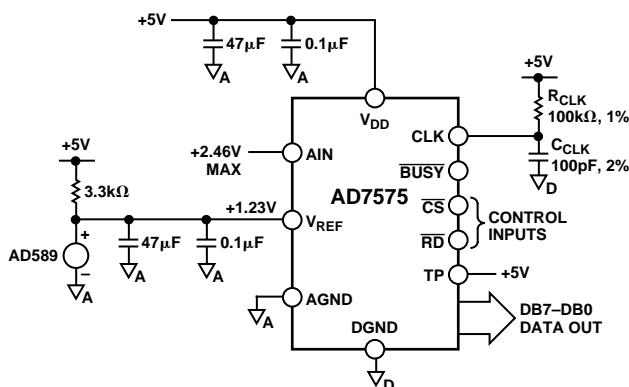 +5V
47μF
0.1μF
A
A
+5V
V_DD
R_CLK
100kΩ, 1%
CLK
C_CLK
100pF, 2%
D
+2.46V
MAX
AIN
BUSY
+5V
AD7575
CS
CONTROL
INPUTS
3.3kΩ
+1.23V
V_REF
RD
AD589
+
–
47μF
0.1μF
TP
+5V
A
A
A
A
AGND
DGND
DB7–DB0
DATA OUT
D